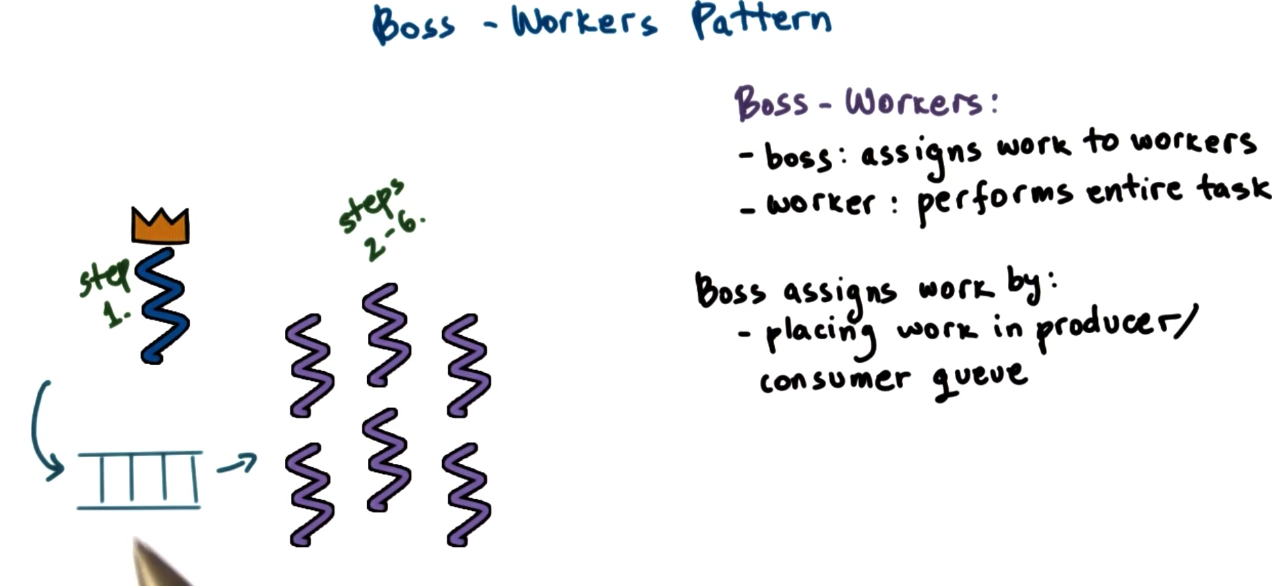 Boss - Workers Pattern
Boss - Workers:
- boss: assigns work to workers
- worker: performs entire task
steps
2-6.
step
1.
Boss assigns work by:
- placing work in producer/
consumer queue